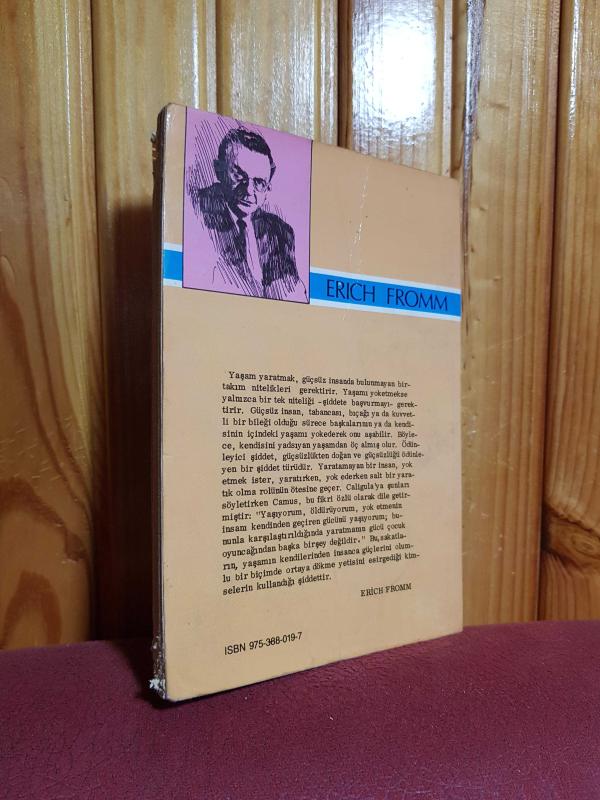 ERICH FROMM
Yaşam yaratmak, güçsüz insanda bulunmayan bir-
takım nitelikleri gerektirir. Yaşamı yoketmekse
yalnızca bir tek niteliği -şiddete başvurmayı- gerek-
tirir. Güçsüz insan, tabancası, bıçağı ya da kuvvet-
li bir bileği olduğu sürece başkalarının ya da kendi-
sinin içindeki yaşamı yokederek onu aşabilir. Böyle-
ce, kendisini yadsıyan yaşamdan öç almış olur. Ödün-
leyici şiddet, güçsüzlükten doğan ve güçsüzlüğü ödünle-
yen bir şiddet türüdür. Yaratamayan bir insan, yok
etmek ister, yaratırken, yok ederken salt bir yara-
tık olma rolünün ötesine geçer. Caligula'ya şunları
söyletirken Camus, bu fikri özlü olarak dile getir-
miştir: "Yaşıyorum, öldürüyorum, yok etmenin
insanı kendinden geçiren gücünü yaşıyorum; bu-
nunla karşılaştırıldığında yaratmanın gücü çocuk
oyuncağından başka birşey değildir." Bu, sakatla-
rın, yaşamın kendilerinden insanca güçlerini olum-
lu bir biçimde ortaya dökme yetisini esirgediği kim-
selerin kullandığı şiddettir.
ERICH FROMM
ISBN 975-388-019-7